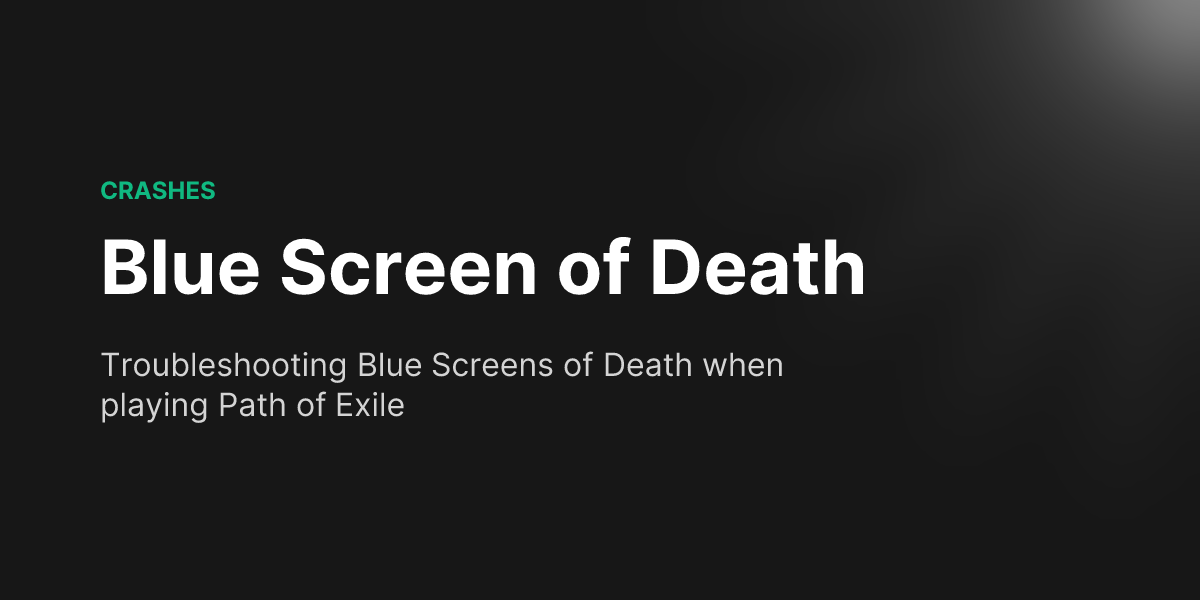 CRASHES
Blue Screen of Death
Troubleshooting Blue Screens of Death when
playing Path of Exile